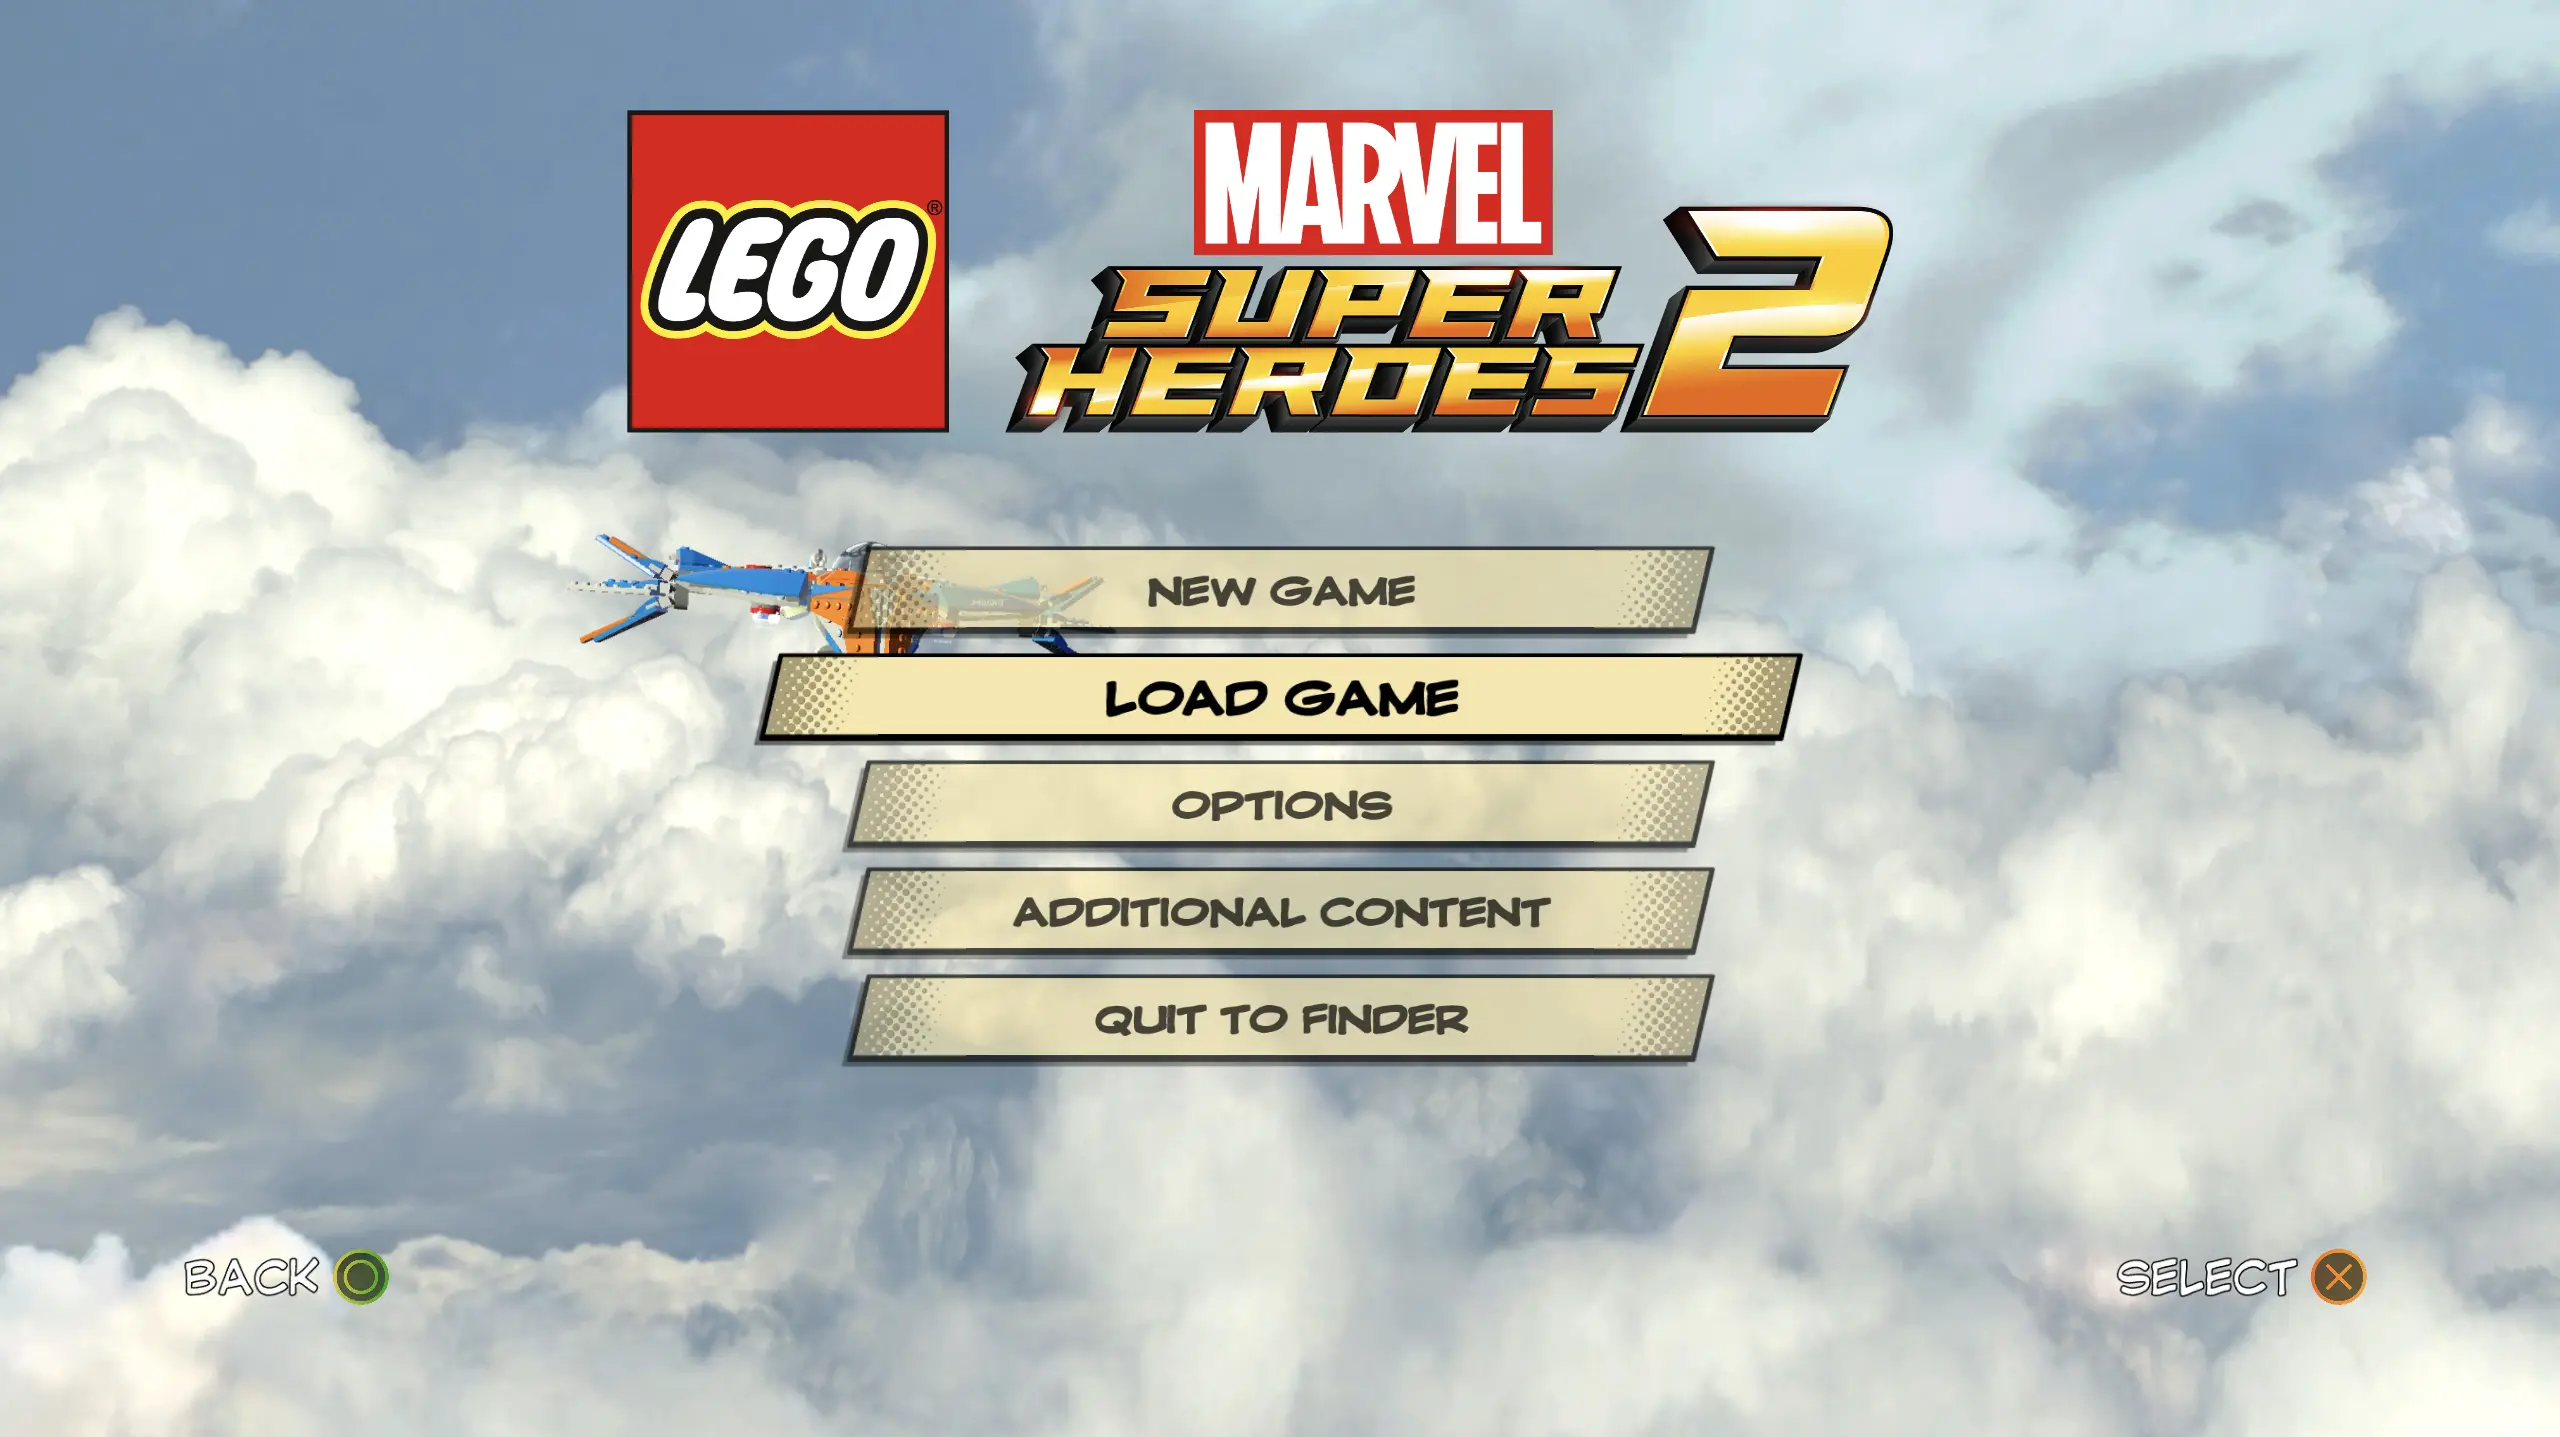 LEGO®
MARVEL
SUPER
HEROES 2
NEW GAME
LOAD GAME
OPTIONS
ADDITIONAL CONTENT
QUIT TO FINDER
BACK
SELECT